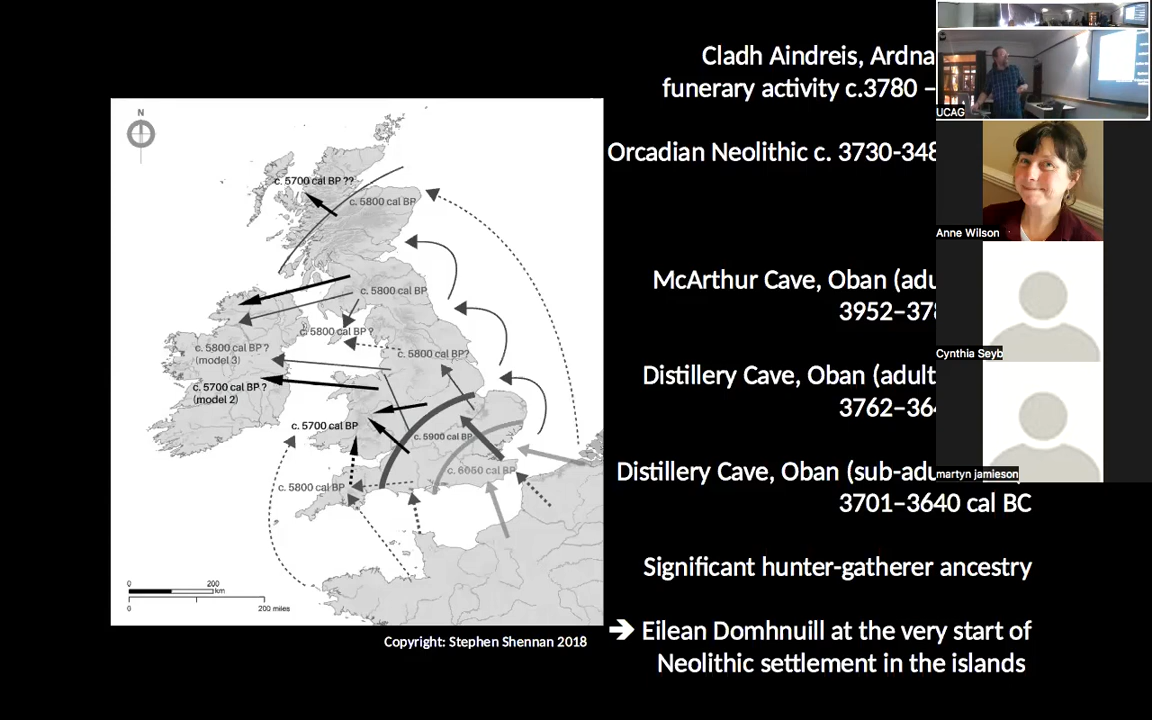 Cladh Aindreis, Ardna
funerary activity c.3780 –
Orcadian Neolithic c. 3730-348
McArthur Cave, Oban (adu
3952–378
Distillery Cave, Oban (adult
3762–364
Distillery Cave, Oban (sub-adu
3701–3640 cal BC
Significant hunter-gatherer ancestry
➔ Eilean Domhnuill at the very start of
Neolithic settlement in the islands
N
c. 5700 cal BP ??
c. 5800 cal BP
c. 5800 cal BP
c. 5800 cal BP ?
c. 5800 cal BP ?
(model 3)
c. 5800 cal BP?
c. 5700 cal BP ?
(model 2)
c. 5700 cal BP
c. 5900 cal BP
c. 6050 cal BP
c. 5800 cal BP
0 200
km
0 200 miles
Copyright: Stephen Shennan 2018
UCAG
Anne Wilson
Cynthia Seyb
martyn jamieson